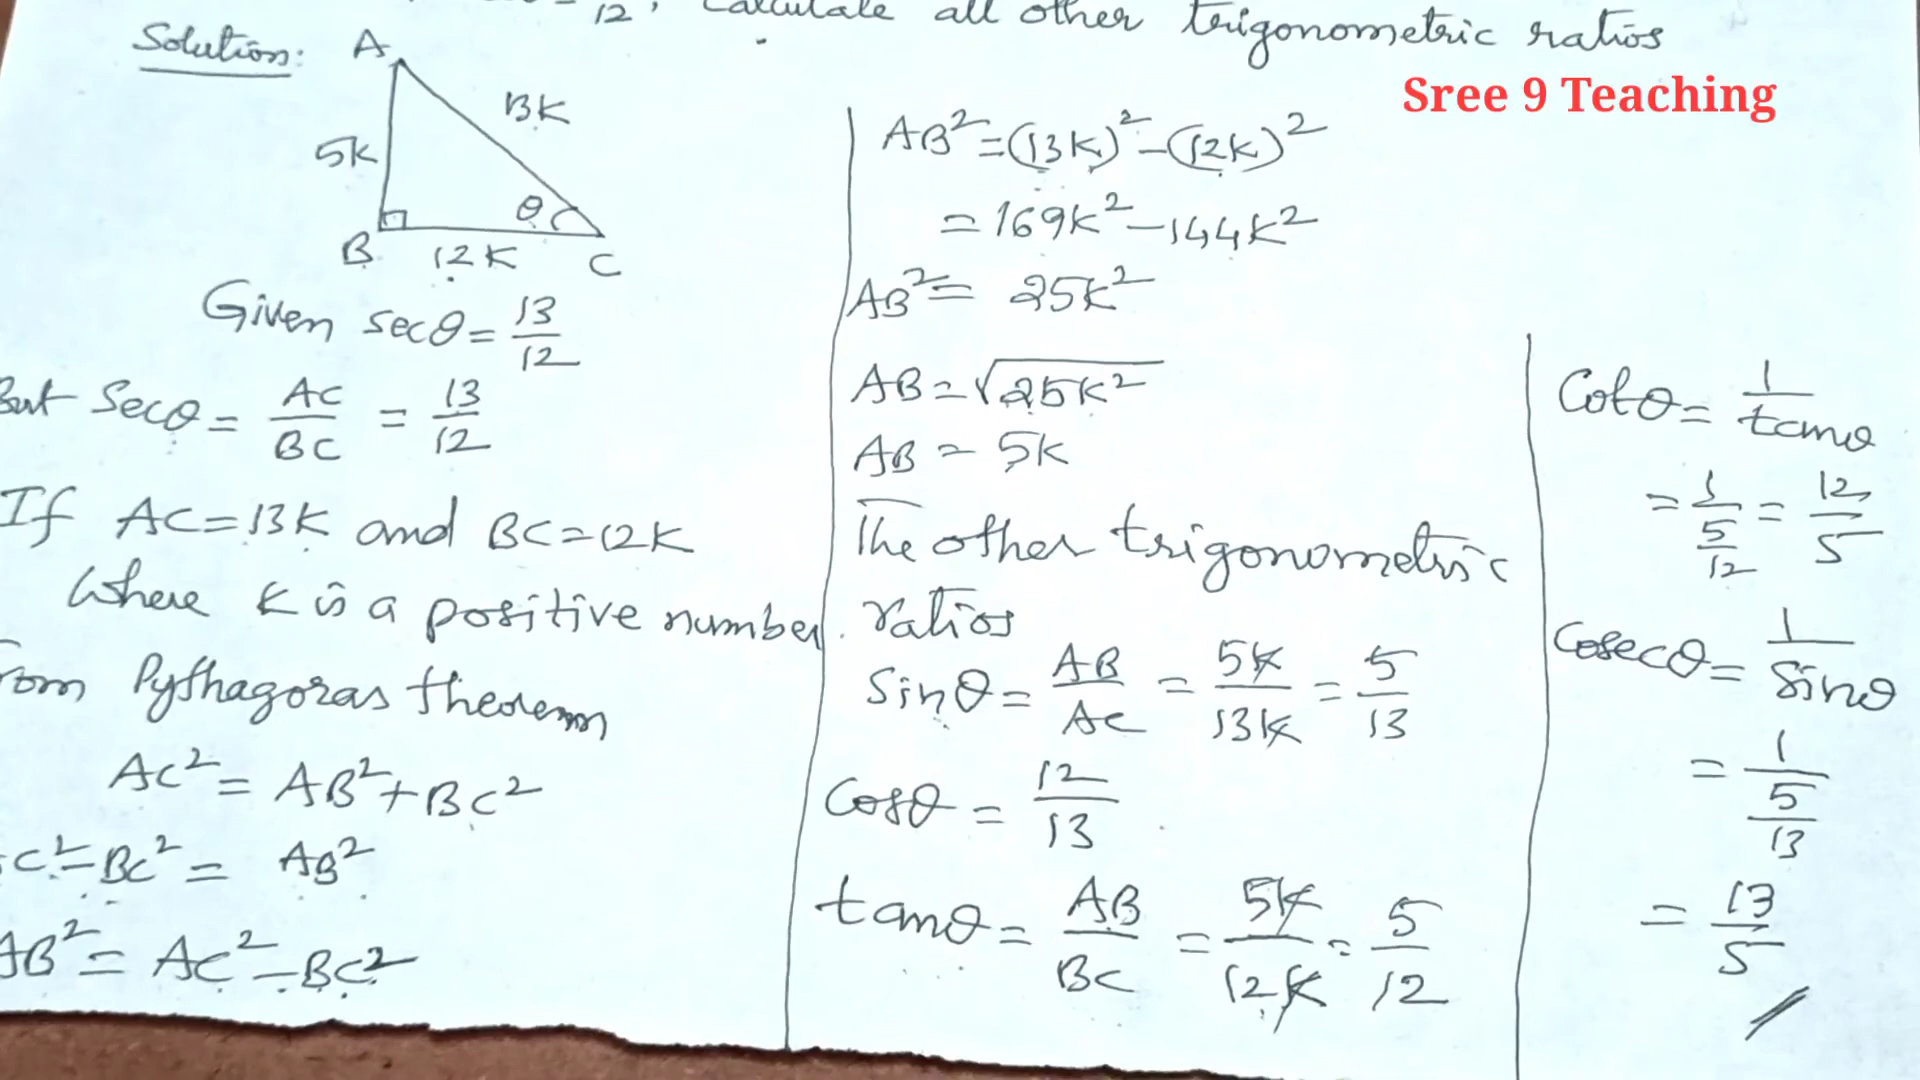 12, Calculate all other trigonometric ratios
Sree 9 Teaching
Solution:
A
13K
5K
θ
B
12K
C
Given secθ = 13/12
But Secθ = AC/BC = 13/12
If AC = 13K and BC = 12K
Where K is a positive number.
From Pythagoras theorem
AC² = AB² + BC²
AC² - BC² = AB²
AB² = AC² - BC²
AB² = (13K)² - (12K)²
= 169K² - 144K²
AB² = 25K²
AB = √25K²
AB = 5K
The other trigonometric
ratios
Sinθ = AB/AC = 5K/13K = 5/13
Cosθ = 12/13
tanθ = AB/BC = 5K/12K = 5/12
Cotθ = 1/tanθ
= 1/(5/12) = 12/5
Cosecθ = 1/Sinθ
= 1/(5/13)
= 13/5